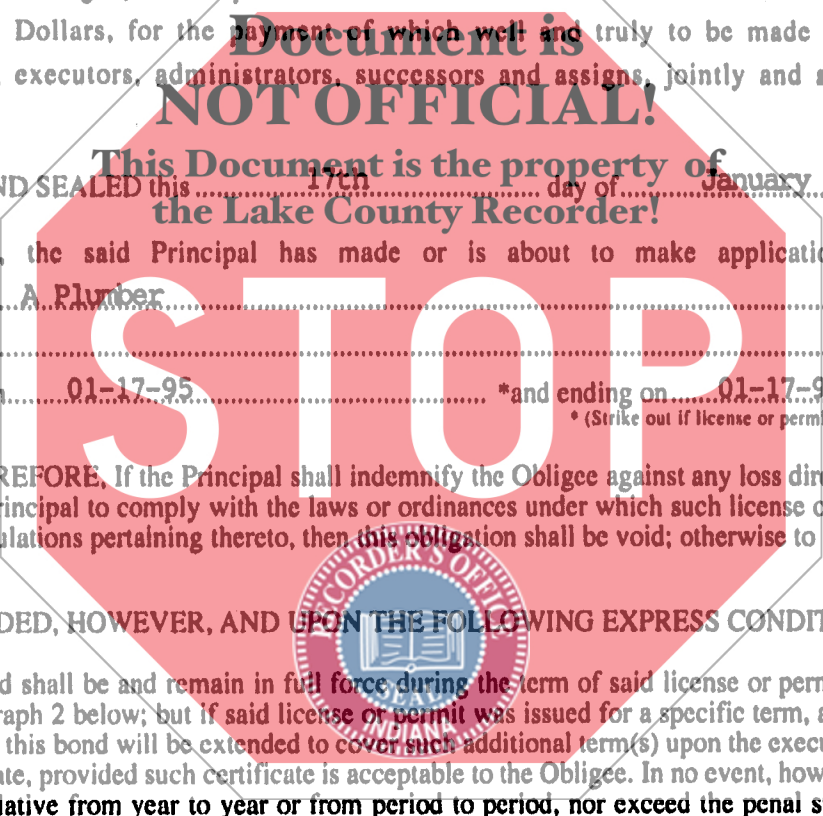 Dollars, for the payment of which well and truly to be made
Document is
executors, administrators, successors and assigns, jointly and
NOT OFFICIAL!
This Document is the property of
ND SEALED this 17th day of January
the Lake County Recorder!
, the said Principal has made or is about to make applicatio
A Plumber
STOP
01-17-95 *and ending on 01-17-9
* (Strike out if license or permi
REFORE, If the Principal shall indemnify the Obligee against any loss dire
rincipal to comply with the laws or ordinances under which such license o
ulations pertaining thereto, then this obligation shall be void; otherwise to
RECORDER'S OFFIC
DED, HOWEVER, AND UPON THE FOLLOWING EXPRESS CONDIT
d shall be and remain in full force during the term of said license or perm
SEAL
raph 2 below; but if said license or permit was issued for a specific term, a
INDIANA
this bond will be extended to cover such additional term(s) upon the execu
ate, provided such certificate is acceptable to the Obligee. In no event, how
lative from year to year or from period to period, nor exceed the penal s